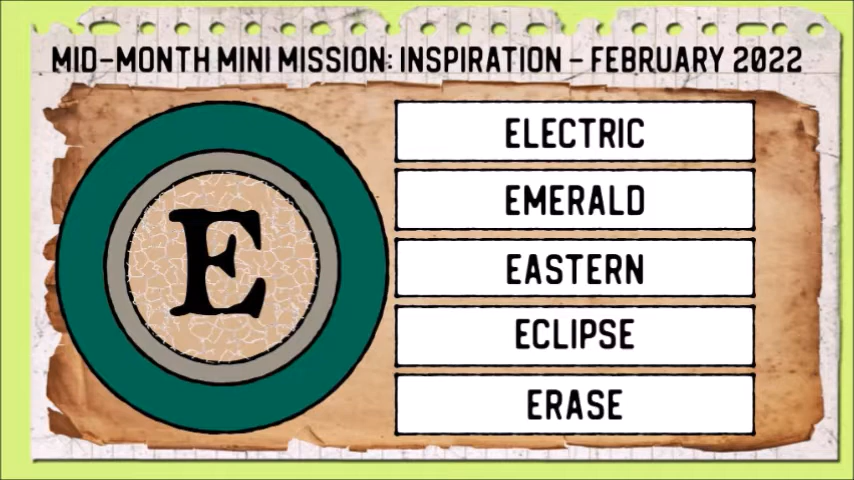 MID-MONTH MINI MISSION: INSPIRATION - FEBRUARY 2022
E
ELECTRIC
EMERALD
EASTERN
ECLIPSE
ERASE